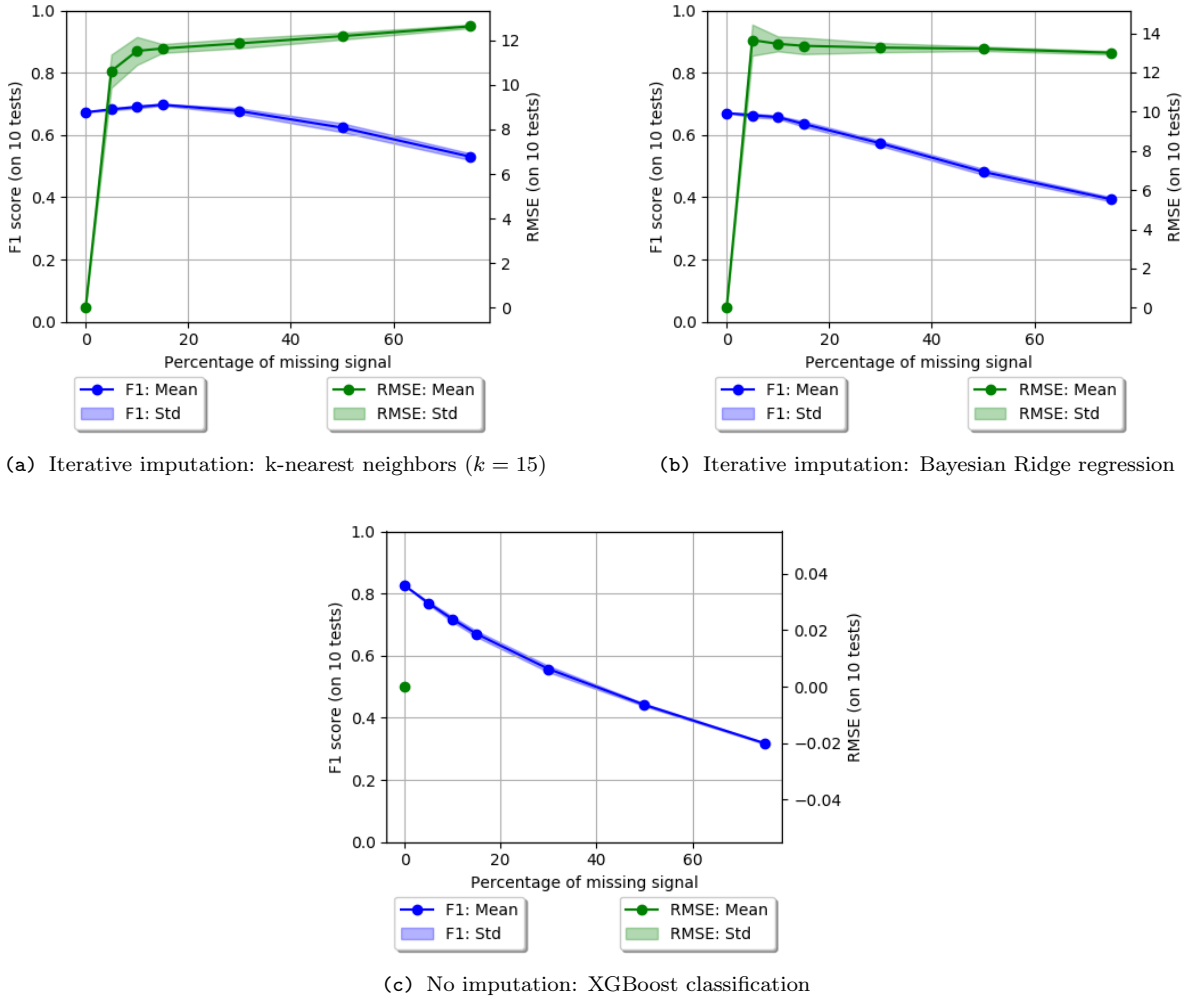 1.0
0.8
0.6
0.4
0.2
0.0
F1 score (on 10 tests)
12
10
8
6
4
2
0
RMSE (on 10 tests)
0 20 40 60
Percentage of missing signal
F1: Mean
F1: Std
RMSE: Mean
RMSE: Std
(a) Iterative imputation: k-nearest neighbors (k = 15)
1.0
0.8
0.6
0.4
0.2
0.0
F1 score (on 10 tests)
14
12
10
8
6
4
2
0
RMSE (on 10 tests)
0 20 40 60
Percentage of missing signal
F1: Mean
F1: Std
RMSE: Mean
RMSE: Std
(b) Iterative imputation: Bayesian Ridge regression
1.0
0.8
0.6
0.4
0.2
0.0
F1 score (on 10 tests)
0.04
0.02
0.00
−0.02
−0.04
RMSE (on 10 tests)
0 20 40 60
Percentage of missing signal
F1: Mean
F1: Std
RMSE: Mean
RMSE: Std
(c) No imputation: XGBoost classification